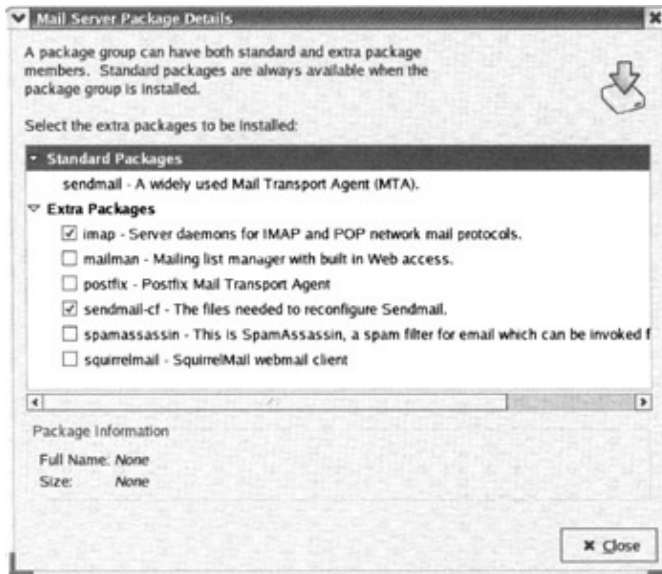 Mail Server Package Details
A package group can have both standard and extra package
members. Standard packages are always available when the
package group is installed.
Select the extra packages to be installed:
Standard Packages
sendmail - A widely used Mail Transport Agent (MTA).
Extra Packages
imap - Server daemons for IMAP and POP network mail protocols.
mailman - Mailing list manager with built in Web access.
postfix - Postfix Mail Transport Agent
sendmail-cf - The files needed to reconfigure Sendmail.
spamassassin - This is SpamAssassin, a spam filter for email which can be invoked f
squirrelmail - SquirrelMail webmail client
Package Information
Full Name: None
Size: None
Close